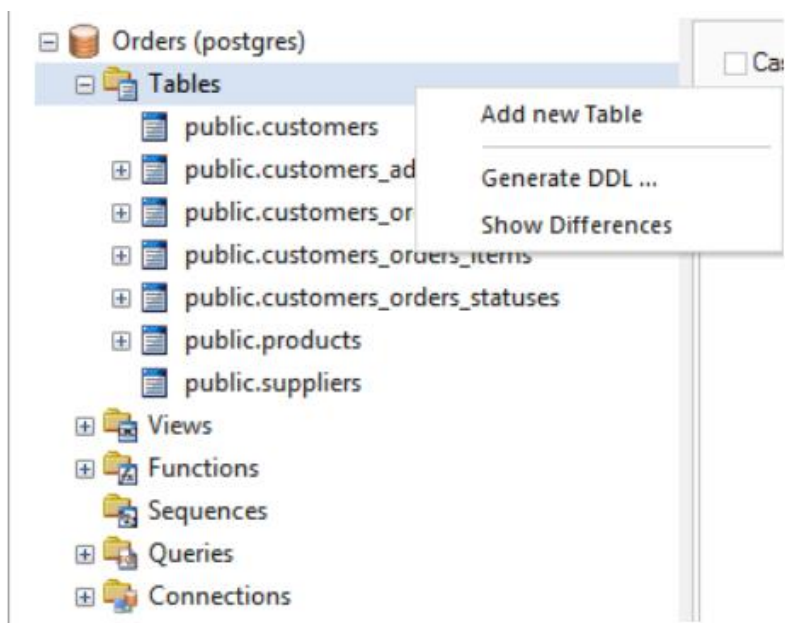 Orders (postgres)
Cas
Tables
Add new Table
public.customers
public.customers_ad
Generate DDL ...
public.customers_or
Show Differences
public.customers_orders_items
public.customers_orders_statuses
public.products
public.suppliers
Views
Functions
Sequences
Queries
Connections